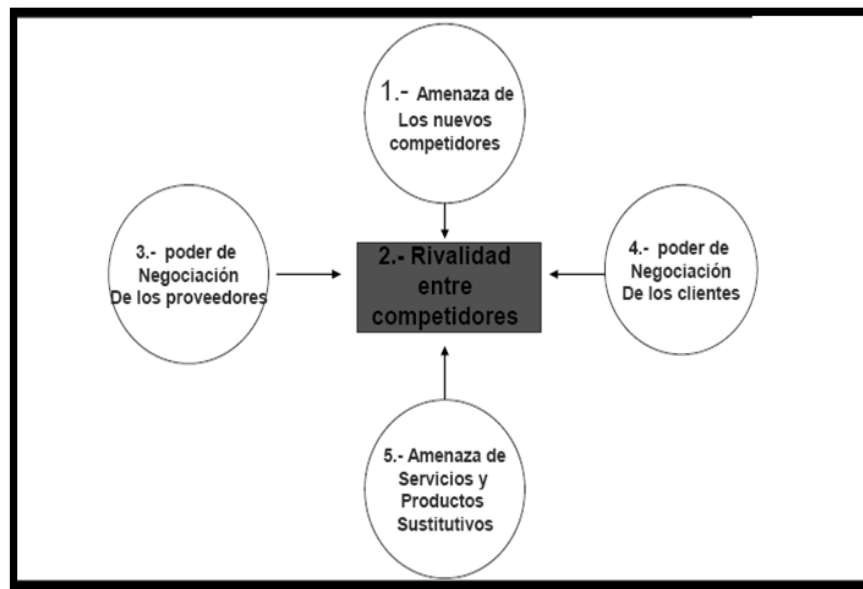 1.- Amenaza de
Los nuevos
competidores
3.- poder de
Negociación
De los proveedores
2.- Rivalidad
entre
competidores
4.- poder de
Negociación
De los clientes
5.- Amenaza de
Servicios y
Productos
Sustitutivos